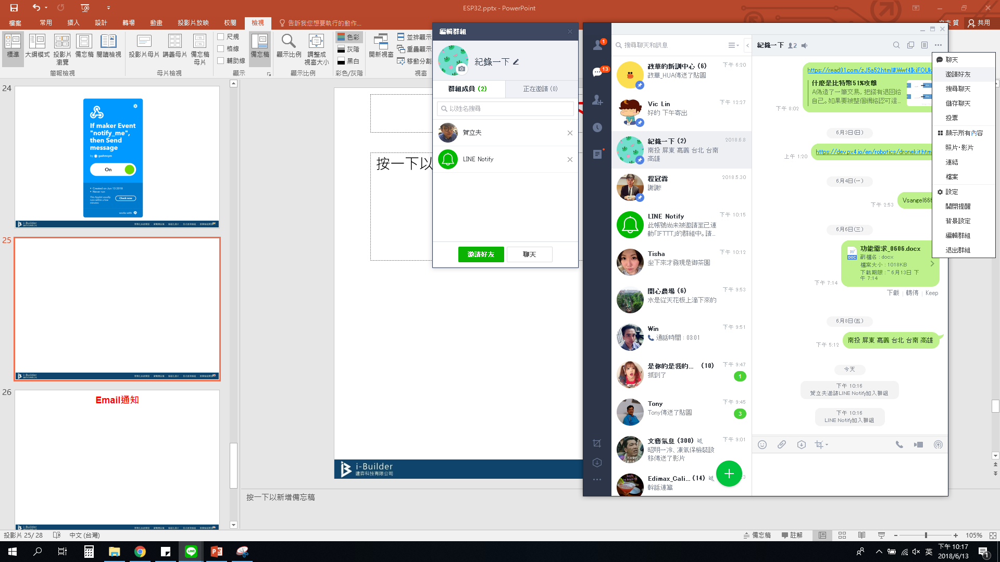 ESP32.pptx - PowerPoint
檔案 常用 插入 設計 轉場 動畫 投影片放映 校閱 檢視 告訴我您想要執行的動作... 立夫 賀 共用
標準 大綱模式 投影片瀏覽 備忘稿 閱讀檢視
簡報檢視
投影片母片 講義母片 備忘稿母片
母片檢視
尺規
格線
輔助線
顯示
備忘稿
顯示比例 調整成視窗大小
顯示比例
色彩
灰階
黑白
色彩/灰階
開新視窗
並排顯示
重疊顯示
移動分割
視窗
24
If maker Event
"notify_me",
then Send
message
by gashmcym
On
• Created on Jun 13 2018
• Never run
This Applet usually
runs within a few
minutes
Check now
works with
i-Builder
24
25
i-Builder
25
26
Email通知
i-Builder
26
按一下以
i-Builder
建弈科技有限公司
按一下以新增備忘稿
編輯群組
紀錄一下
群組成員 (2) 正在邀請 (0)
以姓名搜尋
賀立夫
LINE Notify
邀請好友 聊天
1
13
搜尋聊天和訊息
政華的新訓中心 (6) 下午 6:20
政華_HUA傳送了貼圖
Vic Lin 下午 12:27
好的 下午寄出
紀錄一下 (2) 2018.6.8
南投 屏東 嘉義 台北 台南
高雄
程冠霖 2018.5.30
謝謝!
LINE Notify 下午 10:15
此帳號尚未被邀請至已連
動「IFTTT」的群組中。請...
Tisha 下午 10:12
坐下來才發現是御茶園
開心農場 (6) 下午 9:53
水是從天花板上滴下來的
Win 下午 9:51
通話時間 : 03:01
是你的是我的... (10) 下午 9:47
抓到了 1
Tony 下午 9:45
Tony傳送了貼圖 3
文藝氣息 (300) 下午 9:01
昭明一冷、凍氣保檢裝設
移傳送了影片
Edimax_Cali... (14)
幹話連篇
紀錄一下 2
https://read01.com/zJ5a52.html#.Wwf4IkiFOUk
什麼是比特幣51%攻擊
A偽造了一筆交易，把錢有退回給
自己。如果要被整個網絡認可這...
下午 8:02
6月3日(日)
上午 1:20 https://dev.px4.io/en/robotics/dronekit.htm
6月4日(一)
下午 2:53 Vsangel666
6月6日(三)
功能需求_0606.docx
副檔名 : docx
檔案大小 : 1018KB
下載期限 : ~ 6月13日 下
午 7:14
下午 7:14
下載 轉傳 Keep
6月8日(五)
下午 5:12 南投 屏東 嘉義 台北 台南 高雄
今天
下午 10:16
賀立夫邀請LINE Notify加入群組
下午 10:16
LINE Notify加入群組
聊天
邀請好友
搜尋聊天
儲存聊天
投票
顯示所有內容
照片・影片
連結
檔案
設定
關閉提醒
背景設定
編輯群組
退出群組
投影片 25/ 28 中文 (台灣) 備忘稿 註解 105%
英 下午 10:17
2018/6/13
1